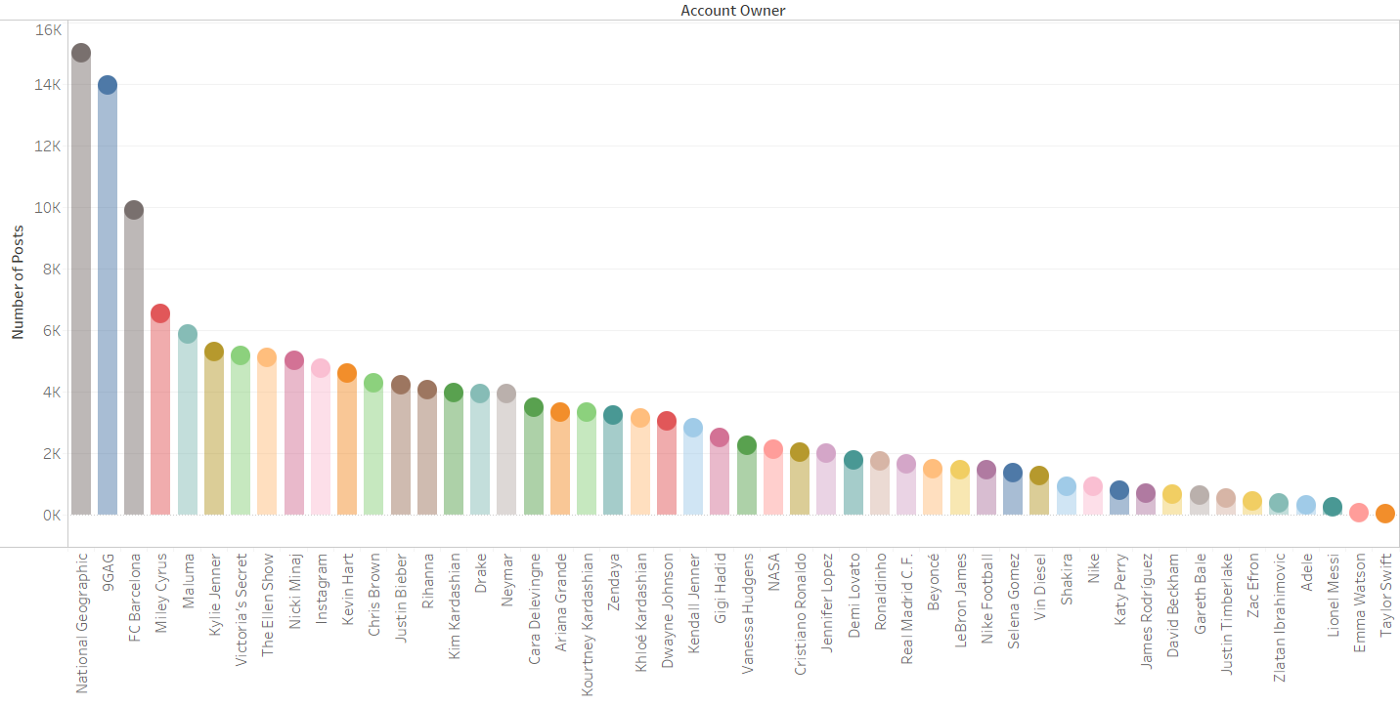 Account Owner
16K
14K
12K
10K
8K
6K
4K
2K
0K
Number of Posts
National Geographic
9GAG
FC Barcelona
Miley Cyrus
Maluma
Kylie Jenner
Victoria's Secret
The Ellen Show
Nicki Minaj
Instagram
Kevin Hart
Chris Brown
Justin Bieber
Rihanna
Kim Kardashian
Drake
Neymar
Cara Delevingne
Ariana Grande
Kourtney Kardashian
Zendaya
Khloé Kardashian
Dwayne Johnson
Kendall Jenner
Gigi Hadid
Vanessa Hudgens
NASA
Cristiano Ronaldo
Jennifer Lopez
Demi Lovato
Ronaldinho
Real Madrid C.F.
Beyoncé
LeBron James
Nike Football
Selena Gomez
Vin Diesel
Shakira
Nike
Katy Perry
James Rodríguez
David Beckham
Gareth Bale
Justin Timberlake
Zac Efron
Zlatan Ibrahimovic
Adele
Lionel Messi
Emma Watson
Taylor Swift